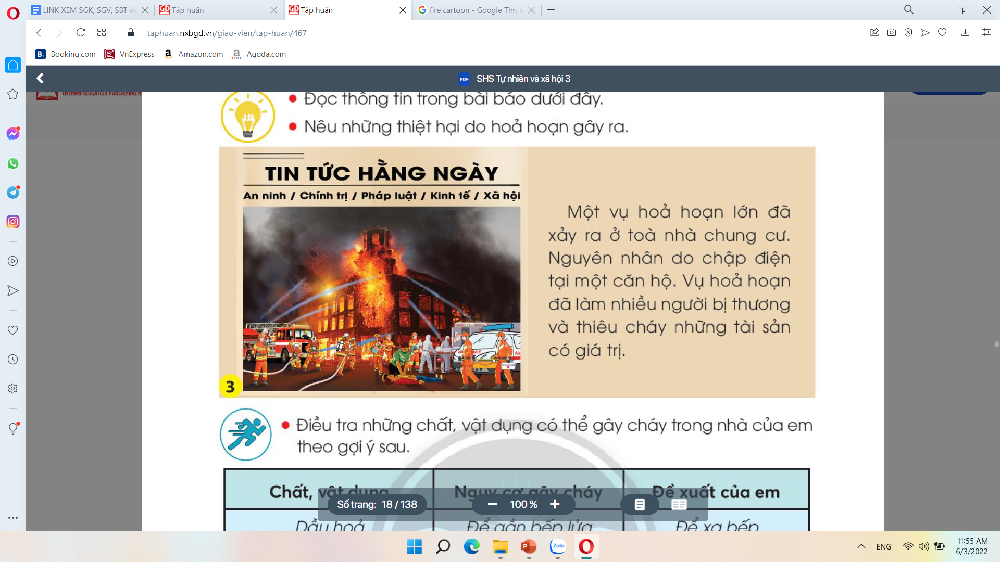 LINK XEM SGK, SGV, SBT và
Tập huấn
Tập huấn
fire cartoon - Google Tìm k
taphuan.nxbgd.vn/giao-vien/tap-huan/467
Booking.com
VnExpress
Amazon.com
Agoda.com
PDF
SHS Tự nhiên và xã hội 3
VIETNAM EDUCATION PUBLISHING H
Đọc thông tin trong bài báo dưới đây.
Nêu những thiệt hại do hoả hoạn gây ra.
TIN TỨC HẰNG NGÀY
An ninh / Chính trị / Pháp luật / Kinh tế / Xã hội
Một vụ hoả hoạn lớn đã
xảy ra ở toà nhà chung cư.
Nguyên nhân do chập điện
tại một căn hộ. Vụ hoả hoạn
đã làm nhiều người bị thương
và thiêu cháy những tài sản
có giá trị.
3
Điều tra những chất, vật dụng có thể gây cháy trong nhà của em
theo gợi ý sau.
Chất, vật dụng
Nguy cơ gây cháy
Đề xuất của em
Số trang: 18 / 138
100 %
Dầu hoả
Để gần bếp lửa
Để xa bếp
Zalo
ENG
11:55 AM
6/3/2022